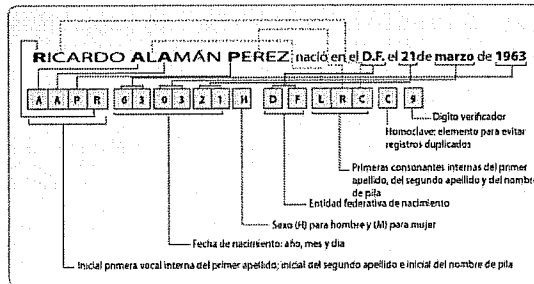 RICARDO ALAMÁN PEREZ nació en el D.F. el 21 de marzo de 1963
A A P R 6 3 0 3 2 1 H D F L R C C 9
Digito verificador
Homoclave: elemento para evitar
registros duplicados
Primeras consonantes internas del primer
apellido, del segundo apellido y del nombre
de pila
Entidad federativa de nacimiento
Sexo (H) para hombre y (M) para mujer
Fecha de nacimiento: año, mes y dia
Inicial primera vocal interna del primer apellido; inicial del segundo apellido e inicial del nombre de pila